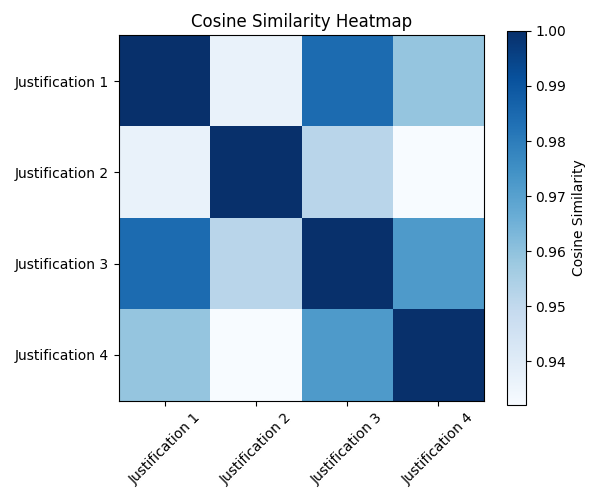 Cosine Similarity Heatmap
Justification 1
Justification 2
Justification 3
Justification 4
Justification 1
Justification 2
Justification 3
Justification 4
1.00
0.99
0.98
0.97
0.96
0.95
0.94
Cosine Similarity